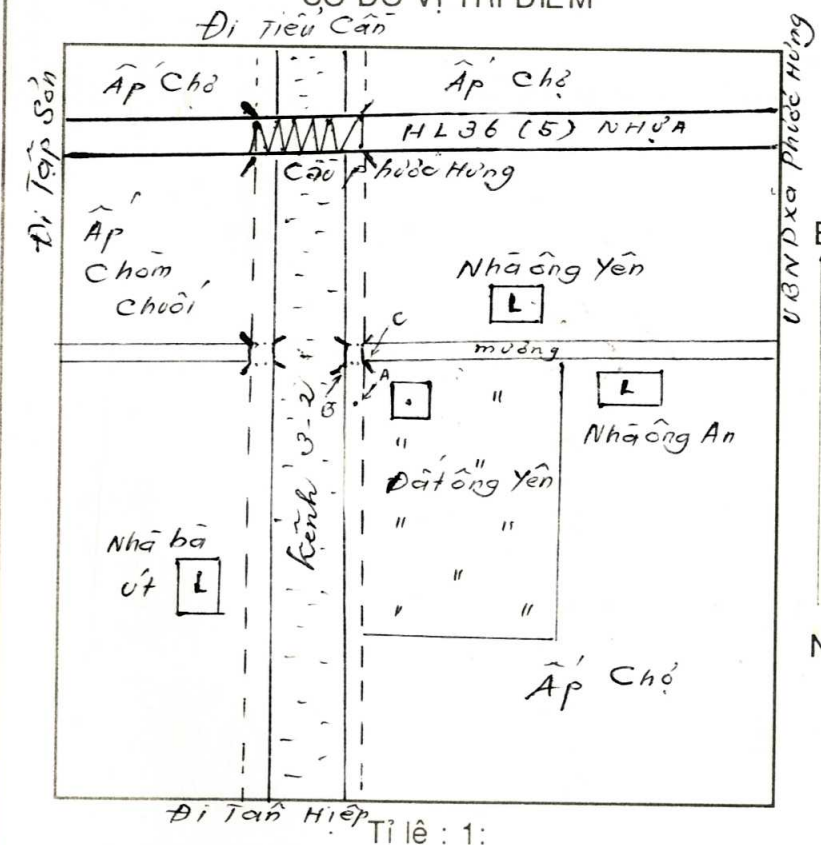 SƠ ĐỒ VỊ TRÍ ĐIỂM
Đi Tiểu Cần
Ấp Chợ
Ấp Chợ
Đi Tập Sơn
HL36 (5) NHỰA
Cầu Phước Hưng
UBND xã Phước Hưng
Ấp
Chòm
Chuối
Nhà ông Yên
L
C
mương
A
B
L
Nhà ông An
Kênh 3-2
Đất ông Yên
Nhà bà
út
L
Ấp Chợ
N
Đi Tân Hiệp
Tỉ lệ : 1: